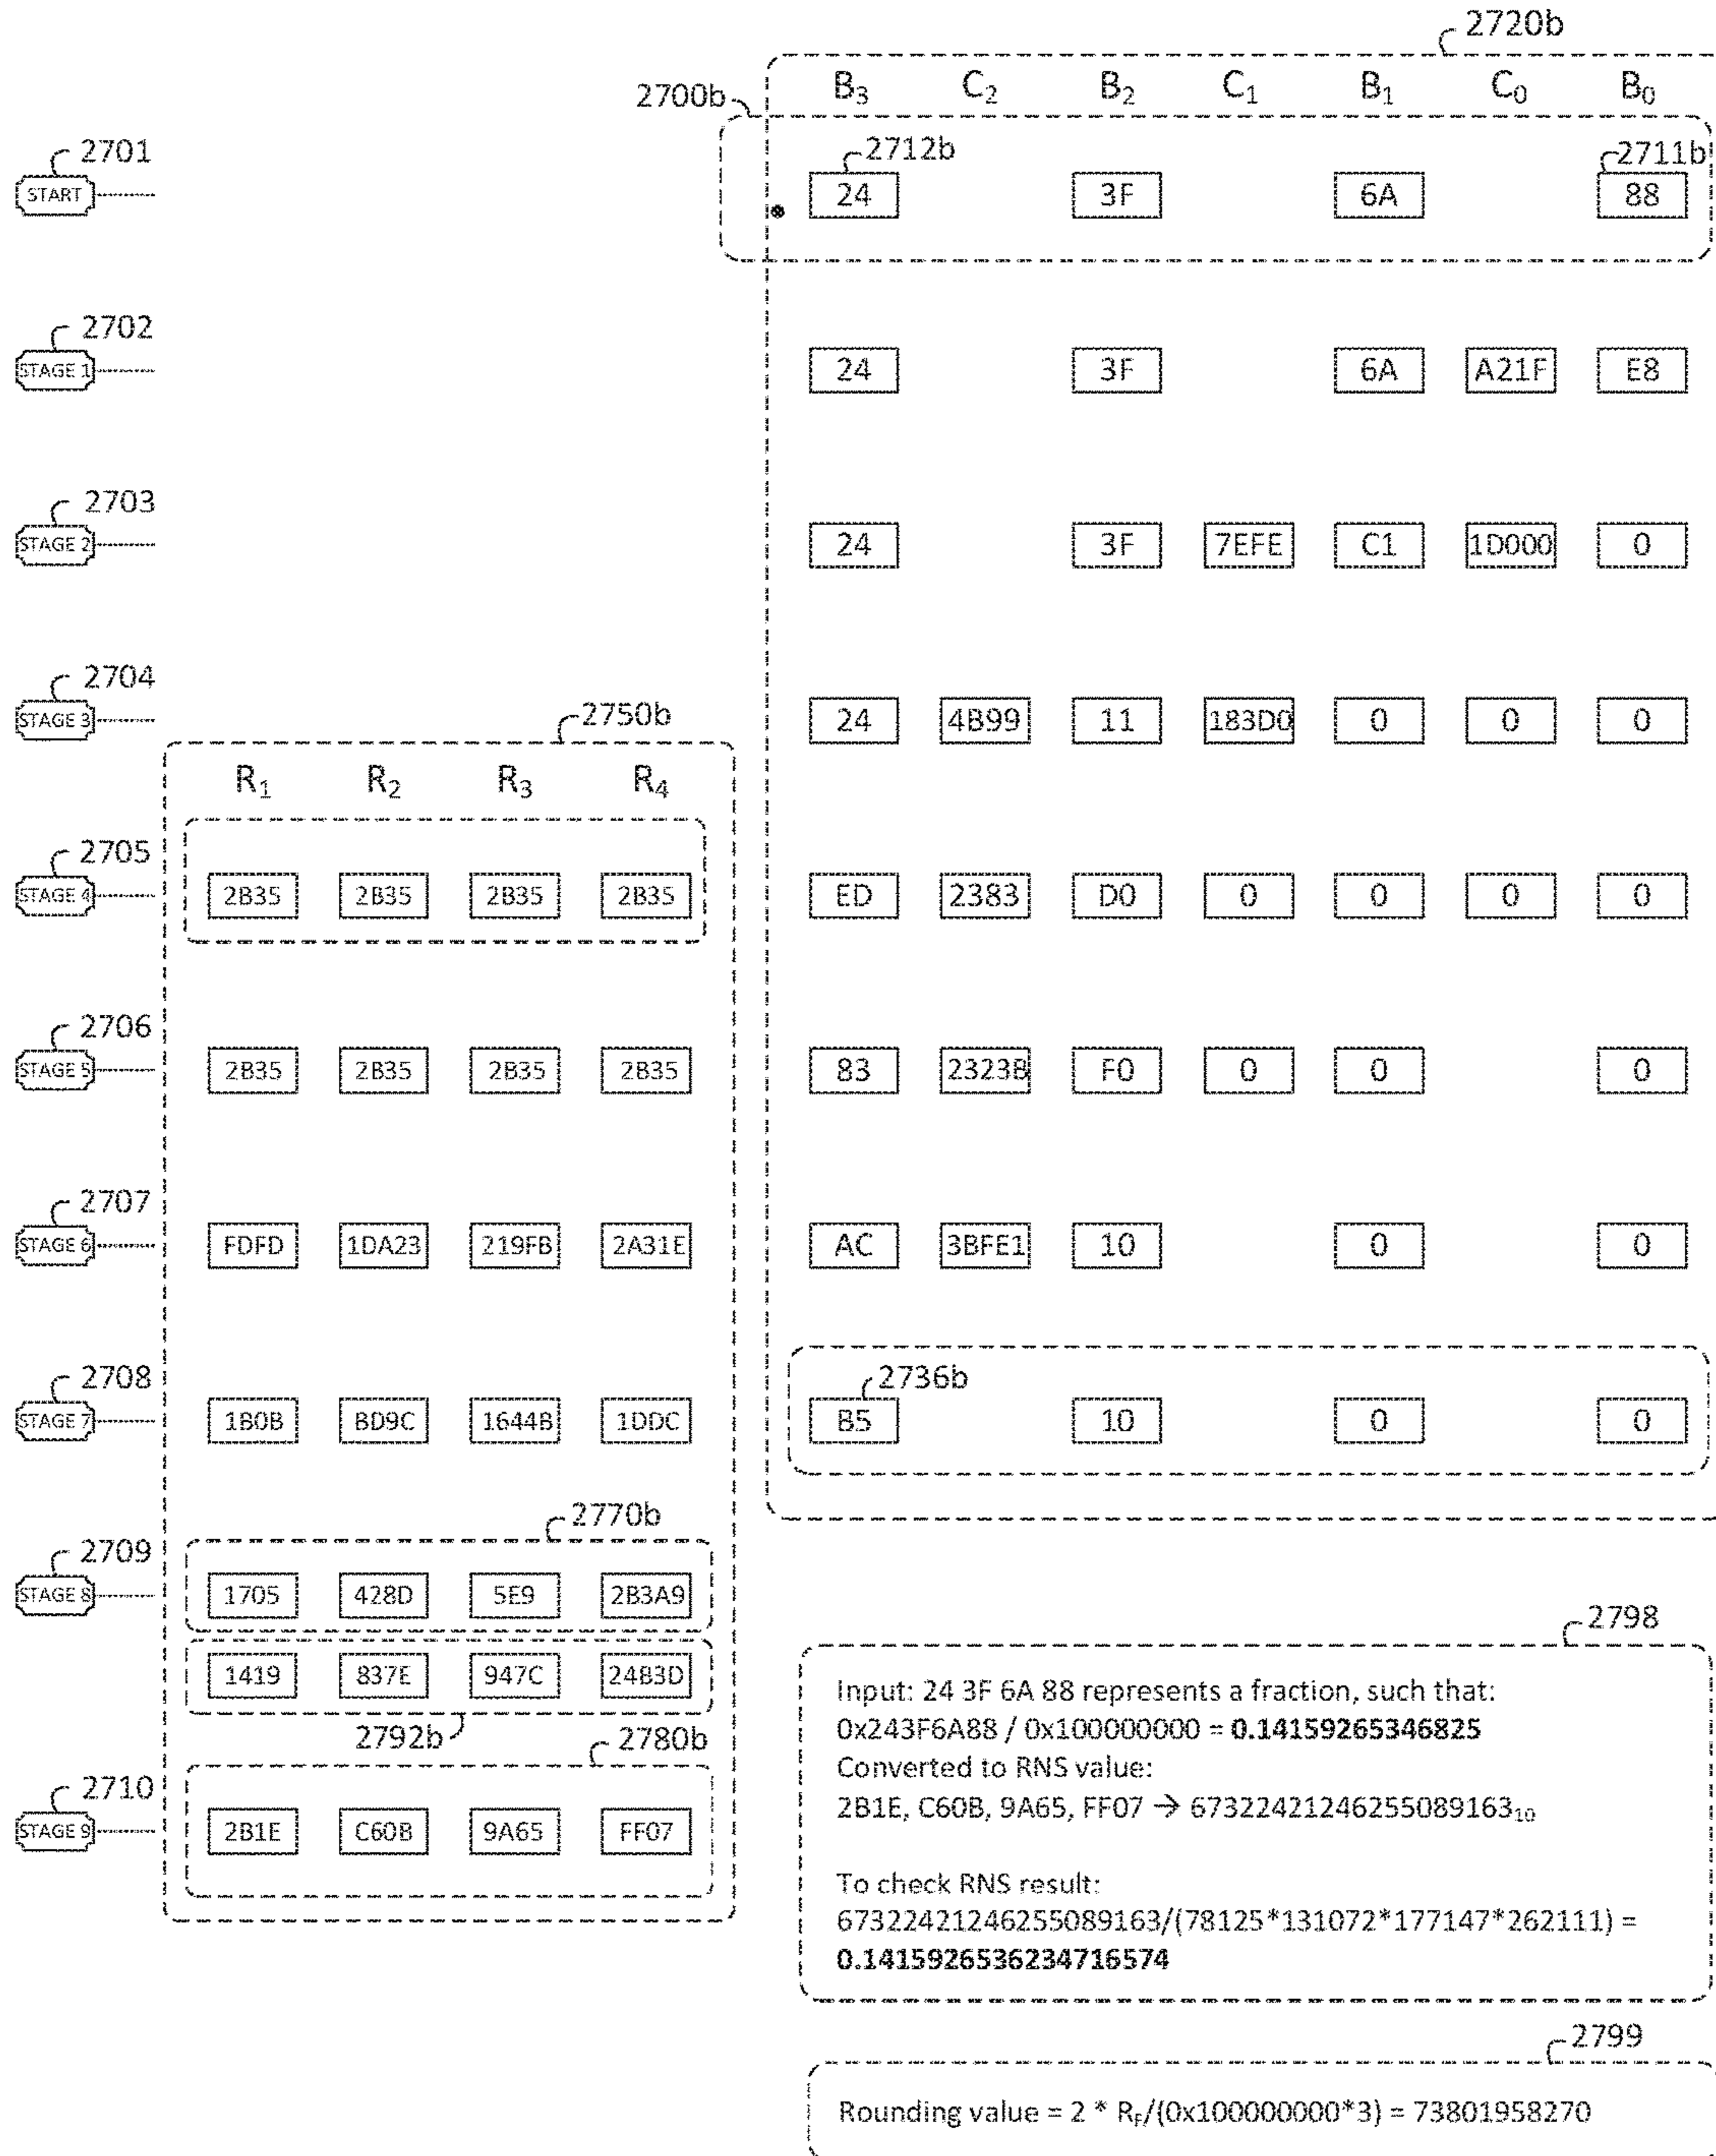 2720b
B₃ C₂ B₂ C₁ B₁ C₀ B₀
2700b
2701 2712b 2711b
START 24 3F 6A 88
2702
STAGE 1 24 3F 6A A21F E8
2703
STAGE 2 24 3F 7EFE C1 1D000 0
2704
STAGE 3 24 4B99 11 183D0 0 0 0
2750b
R₁ R₂ R₃ R₄
2705
STAGE 4 2B35 2B35 2B35 2B35 ED 2383 D0 0 0 0 0
2706
STAGE 5 2B35 2B35 2B35 2B35 83 2323B F0 0 0 0
2707
STAGE 6 FDFD 1DA23 219FB 2A31E AC 3BFE1 10 0 0
2708 2736b
STAGE 7 1B0B BD9C 1644B 1DDC B5 10 0 0
2770b
2709
STAGE 8 1705 428D 5E9 2B3A9
1419 837E 947C 24B3D
2792b 2780b
2710
STAGE 9 2B1E C60B 9A65 FF07
2798
Input: 24 3F 6A 88 represents a fraction, such that:
0x243F6A88 / 0x100000000 = 0.14159265346825
Converted to RNS value:
2B1E, C60B, 9A65, FF07 → 67322421246255089163₁₀
To check RNS result:
67322421246255089163/(78125*131072*177147*262111) =
0.1415926536234716574
2799
Rounding value = 2 * R_F/(0x100000000*3) = 73801958270